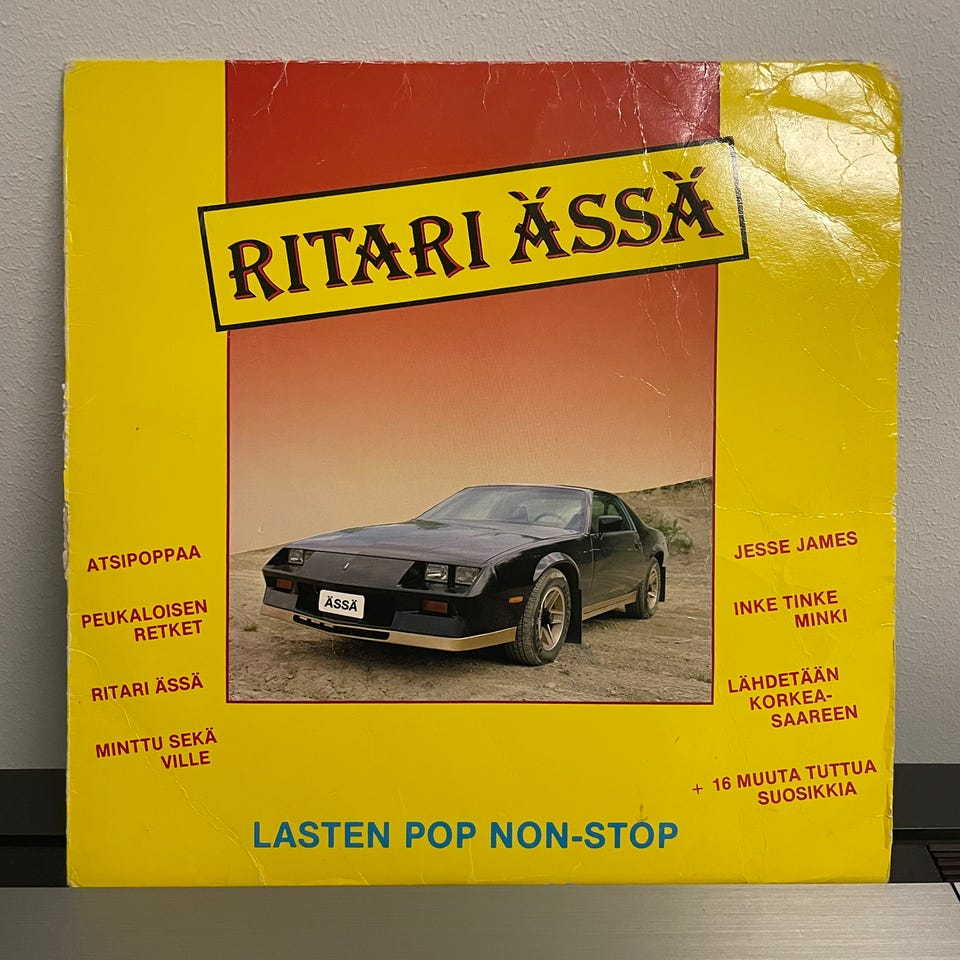 RITARI ÄSSÄ
ÄSSÄ
ATSIPOPPAA
PEUKALOISEN
RETKET
RITARI ÄSSÄ
MINTTU SEKÄ
VILLE
JESSE JAMES
INKE TINKE
MINKI
LÄHDETÄÄN
KORKEA-
SAAREEN
+ 16 MUUTA TUTTUA
SUOSIKKIA
LASTEN POP NON-STOP